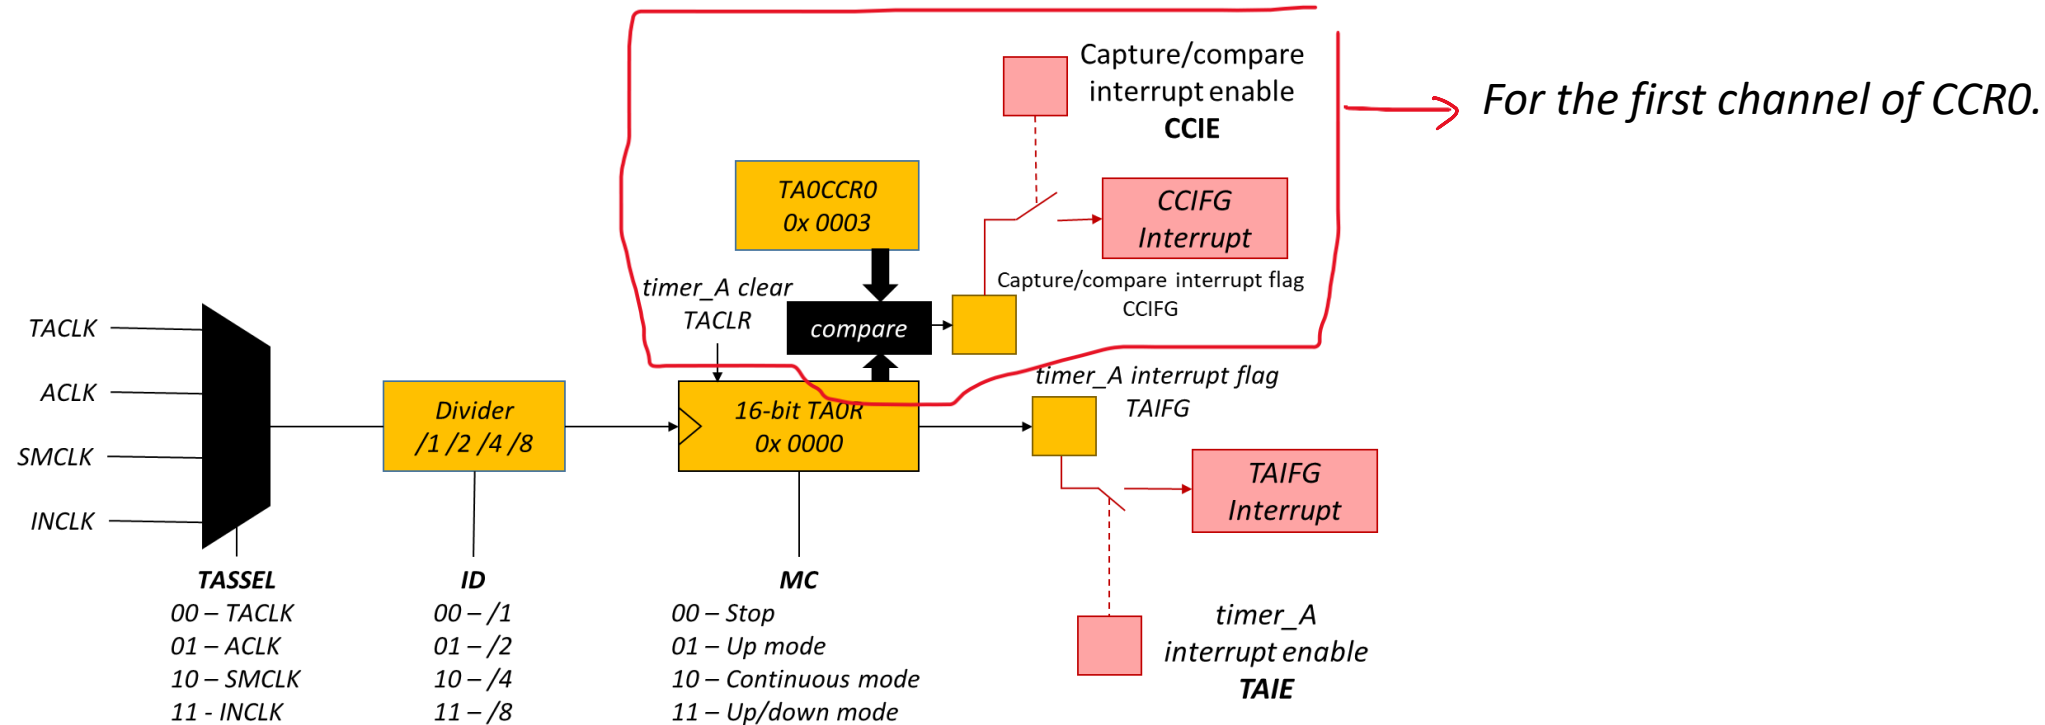 Capture/compare
interrupt enable
CCIE
For the first channel of CCR0.
TA0CCR0
0x 0003
CCIFG
Interrupt
timer_A clear
TACLR
compare
Capture/compare interrupt flag
CCIFG
TACLK
ACLK
SMCLK
INCLK
Divider
/1 /2 /4 /8
16-bit TA0R
0x 0000
timer_A interrupt flag
TAIFG
TAIFG
Interrupt
TASSEL
00 – TACLK
01 – ACLK
10 – SMCLK
11 - INCLK
ID
00 – /1
01 – /2
10 – /4
11 – /8
MC
00 – Stop
01 – Up mode
10 – Continuous mode
11 – Up/down mode
timer_A
interrupt enable
TAIE